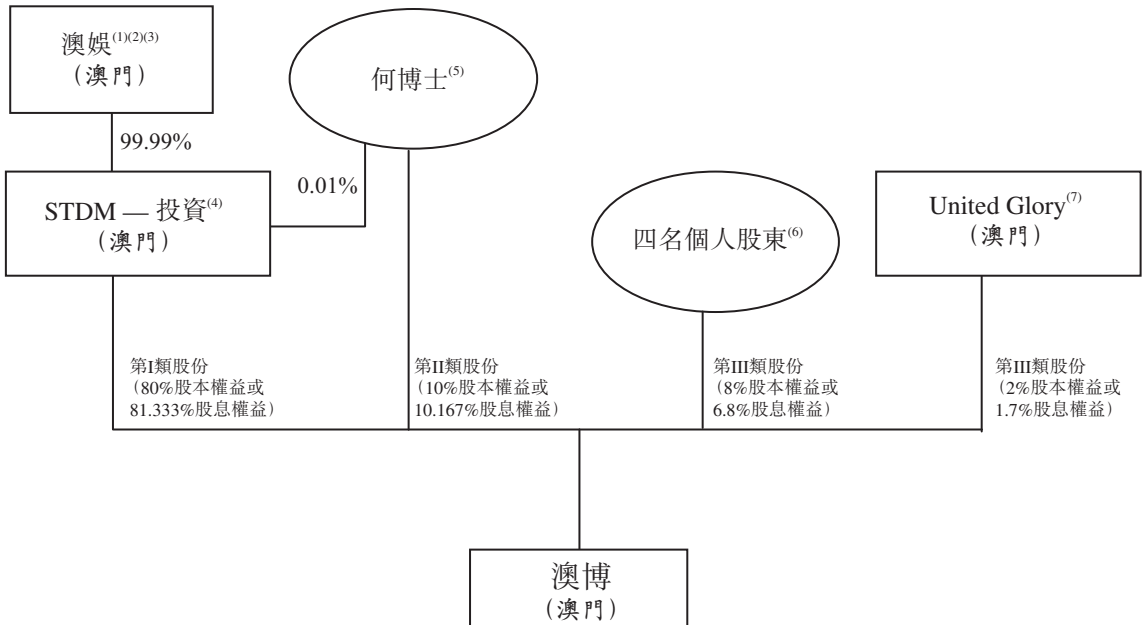 澳娛(1)(2)(3)
（澳門）
何博士(5)
99.99%
0.01%
STDM — 投資(4)
（澳門）
四名個人股東(6)
United Glory(7)
（澳門）
第I類股份
（80%股本權益或
81.333%股息權益）
第II類股份
（10%股本權益或
10.167%股息權益）
第III類股份
（8%股本權益或
6.8%股息權益）
第III類股份
（2%股本權益或
1.7%股息權益）
澳博
（澳門）